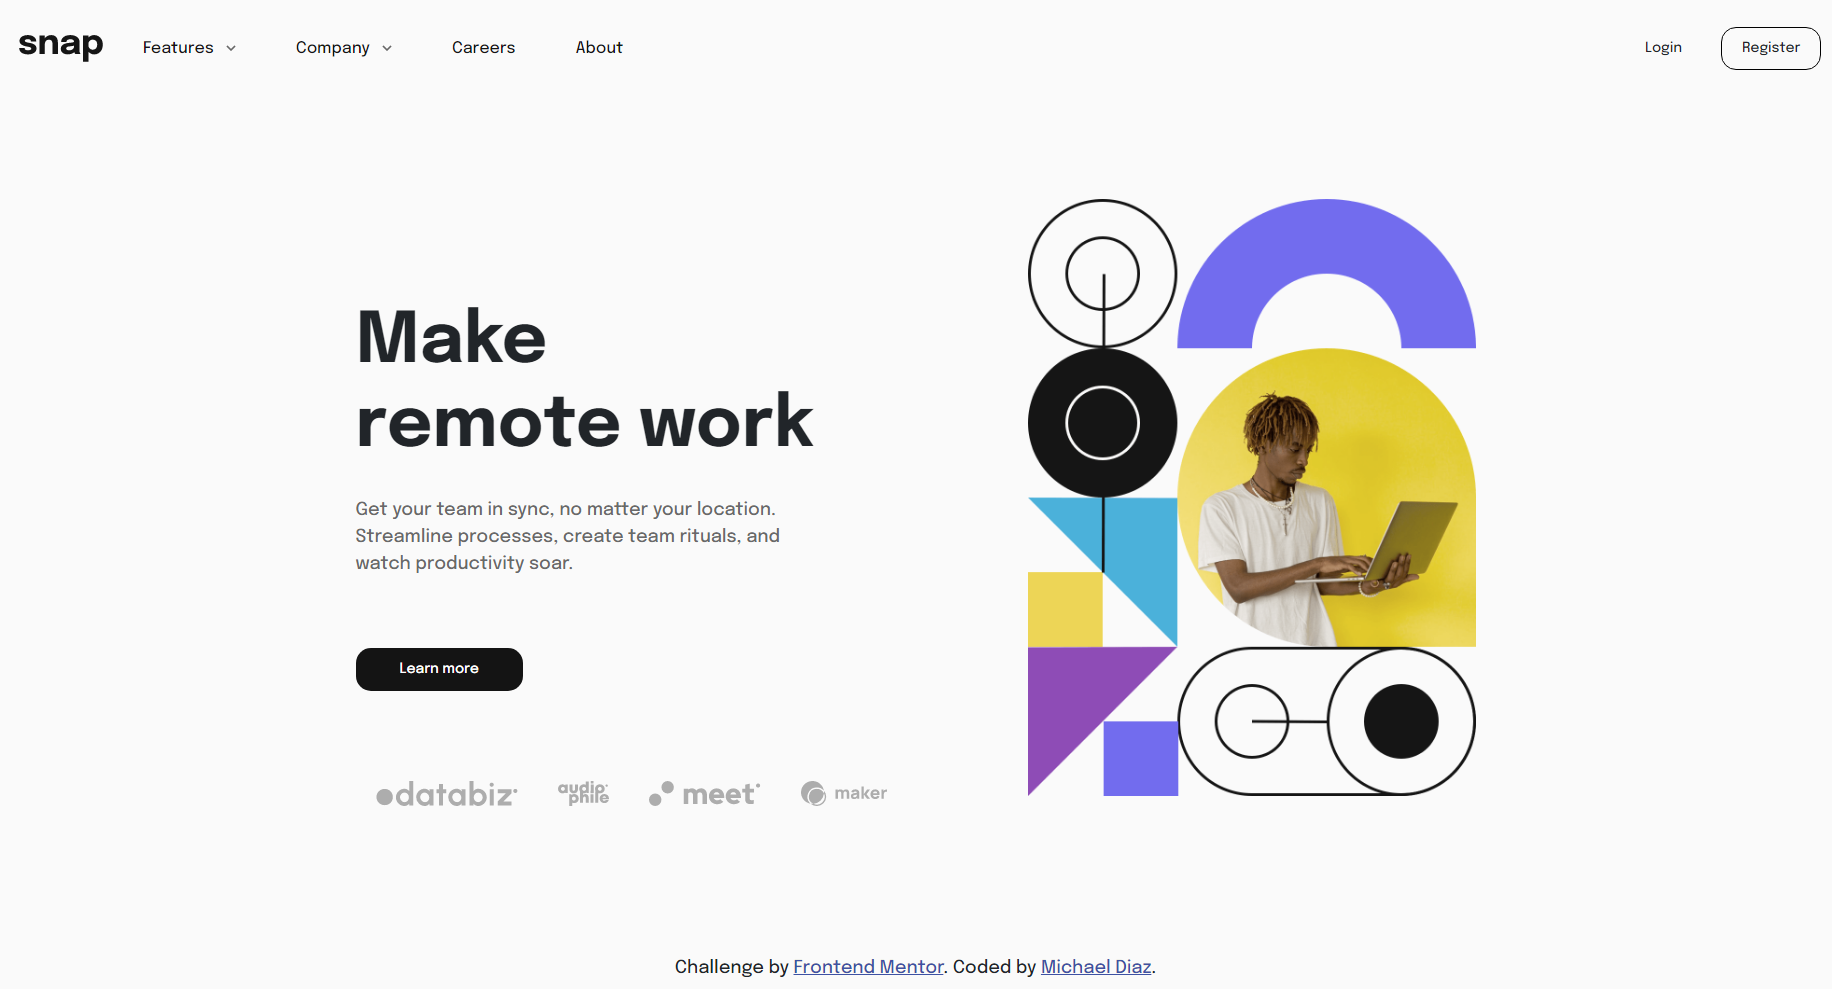 snap
Features
Company
Careers
About
Login
Register
Make
remote work
Get your team in sync, no matter your location.
Streamline processes, create team rituals, and
watch productivity soar.
Learn more
databiz
audio
phile
meet
maker
Challenge by Frontend Mentor. Coded by Michael Diaz.